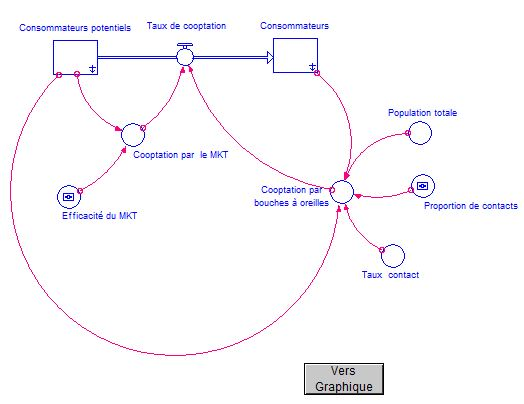 Consommateurs potentiels
Taux de cooptation
Consommateurs
Population totale
Cooptation par le MKT
Cooptation par
bouches à oreilles
Proportion de contacts
Efficacité du MKT
Taux contact
Vers
Graphique